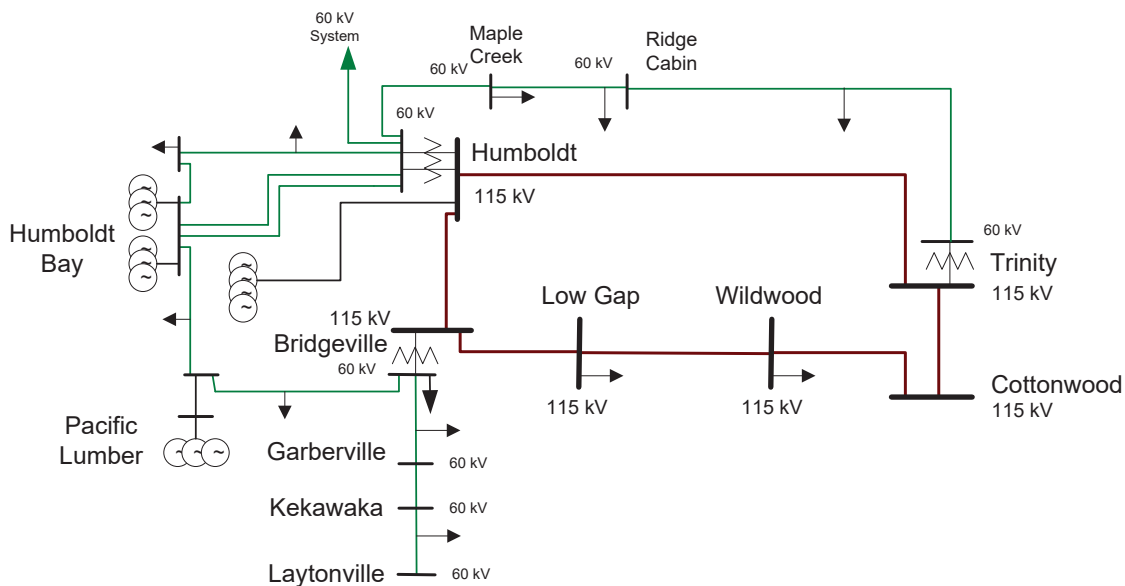 60 kV
System
Maple
Creek
Ridge
Cabin
60 kV
60 kV
60 kV
Humboldt
115 kV
~
~
~
Humboldt
Bay
~
~
~
~
~
~
~
60 kV
Trinity
115 kV
Low Gap
Wildwood
115 kV
Bridgeville
60 kV
115 kV
115 kV
Cottonwood
115 kV
Pacific
Lumber
~
~
~
Garberville
60 kV
Kekawaka
60 kV
Laytonville
60 kV